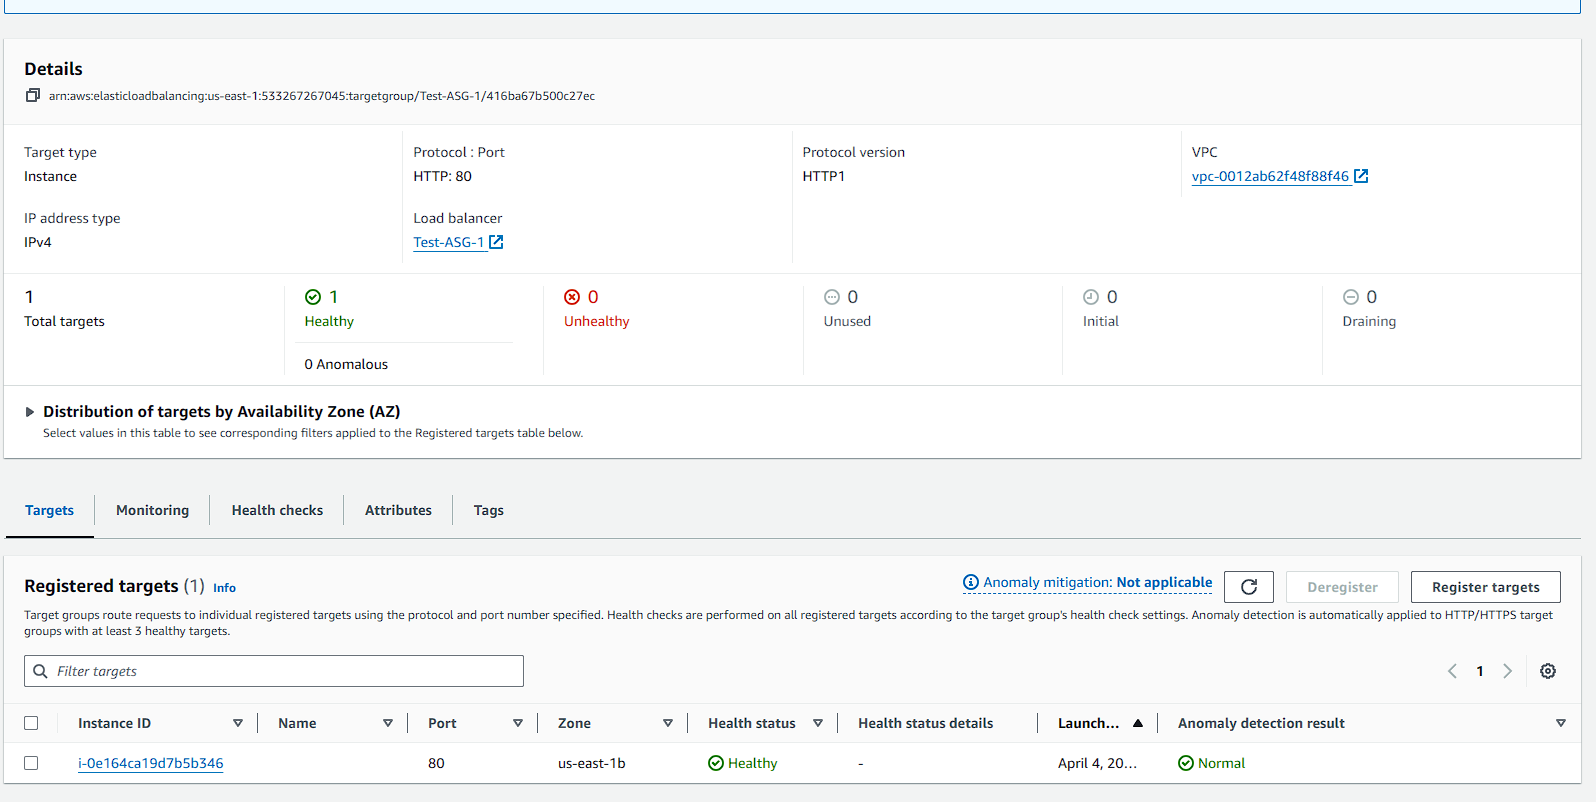 Details
arn:aws:elasticloadbalancing:us-east-1:533267267045:targetgroup/Test-ASG-1/416ba67b500c27ec
Target type
Instance
Protocol : Port
HTTP: 80
Protocol version
HTTP1
VPC
vpc-0012ab62f48f88f46
IP address type
IPv4
Load balancer
Test-ASG-1
1
Total targets
1
Healthy
0 Anomalous
0
Unhealthy
0
Unused
0
Initial
0
Draining
Distribution of targets by Availability Zone (AZ)
Select values in this table to see corresponding filters applied to the Registered targets table below.
Targets
Monitoring
Health checks
Attributes
Tags
Registered targets (1) Info
Anomaly mitigation: Not applicable
Deregister
Register targets
Target groups route requests to individual registered targets using the protocol and port number specified. Health checks are performed on all registered targets according to the target group's health check settings. Anomaly detection is automatically applied to HTTP/HTTPS target
groups with at least 3 healthy targets.
Filter targets
1
Instance ID Name Port Zone Health status Health status details Launch... Anomaly detection result
i-0e164ca19d7b5b346 80 us-east-1b Healthy - April 4, 20... Normal